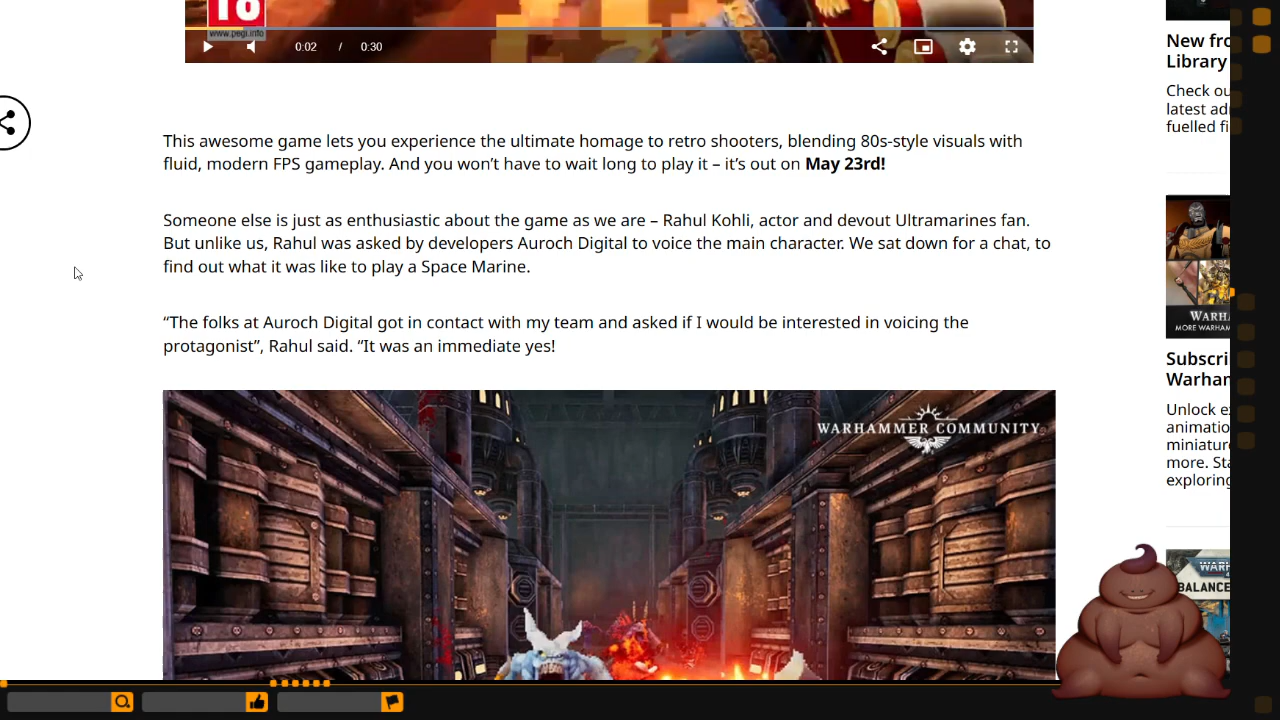 18
www.pegi.info
0:02 / 0:30
This awesome game lets you experience the ultimate homage to retro shooters, blending 80s-style visuals with
fluid, modern FPS gameplay. And you won’t have to wait long to play it – it’s out on May 23rd!
Someone else is just as enthusiastic about the game as we are – Rahul Kohli, actor and devout Ultramarines fan.
But unlike us, Rahul was asked by developers Auroch Digital to voice the main character. We sat down for a chat, to
find out what it was like to play a Space Marine.
“The folks at Auroch Digital got in contact with my team and asked if I would be interested in voicing the
protagonist”, Rahul said. “It was an immediate yes!
WARHAMMER COMMUNITY
New fro
Library
Check ou
latest ad
fuelled fi
WARHA
MORE WARHAM
Subscri
Warhar
Unlock e
animatio
miniature
more. Sta
exploring
WAR
BALANCE